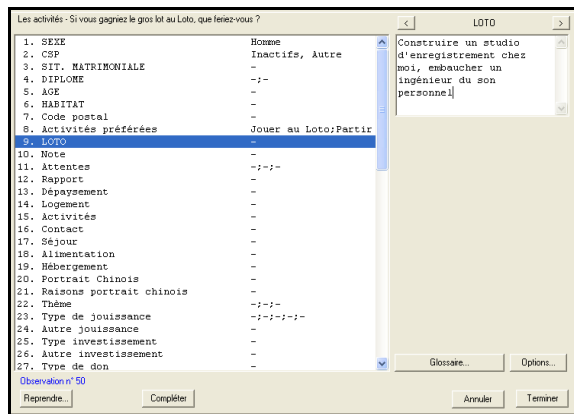 Les activités - Si vous gagniez le gros lot au Loto, que feriez-vous ?
< LOTO >
1. SEXE Homme
2. CSP Inactifs, Autre
3. SIT. MATRIMONIALE -
4. DIPLOME -;-
5. AGE -
6. HABITAT -
7. Code postal -
8. Activités préférées Jouer au Loto;Partir
9. LOTO -
10. Note -
11. Attentes -;-;-
12. Rapport -
13. Dépaysement -
14. Logement -
15. Activités -
16. Contact -
17. Séjour -
18. Alimentation -
19. Hébergement -
20. Portrait Chinois -
21. Raisons portrait chinois -
22. Thème -;-;-
23. Type de jouissance -;-;-;-;-
24. Autre jouissance -
25. Type investissement -
26. Autre investissement -
27. Type de don -
Construire un studio
d'enregistrement chez
moi, embaucher un
ingénieur du son
personnel
Glossaire... Options...
Observation n° 50
Reprendre... Compléter Annuler Terminer